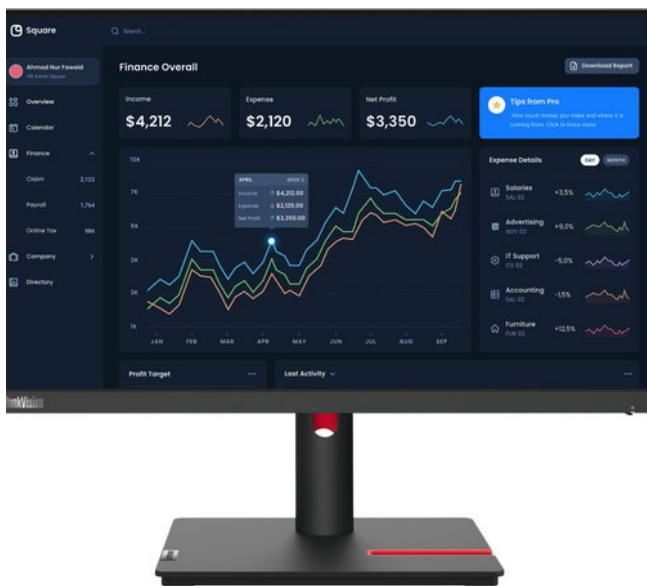 Square
Search..
Ahmad Nur Fawaid
HR Admin Square
Finance Overall
Download Report
Overview
Calendar
Finance
Claim 2,123
Payroll 1,764
Online Tax 986
Company
Directory
Income
$4,212
Expense
$2,120
Net Profit
$3,350
Tips from Pro
How much money you make and where it is
coming from. Click to know more
10K
7K
5K
3K
2K
1K
APRIL WEEK 2
Income $4,212.00
Expense $2,120.00
Net Profit $3,350.00
JAN FEB MAR APR MAY JUN JUL AUG SEP
Expense Details DAY MONTH
Salaries +3,5%
SAL 02
Advertising +9,0%
ADV 02
IT Support -5,0%
ITS 02
Accounting -1,5%
SAL 02
Furniture +12,5%
FUR 02
Profit Target ...
Last Activity ...
ThinkVision